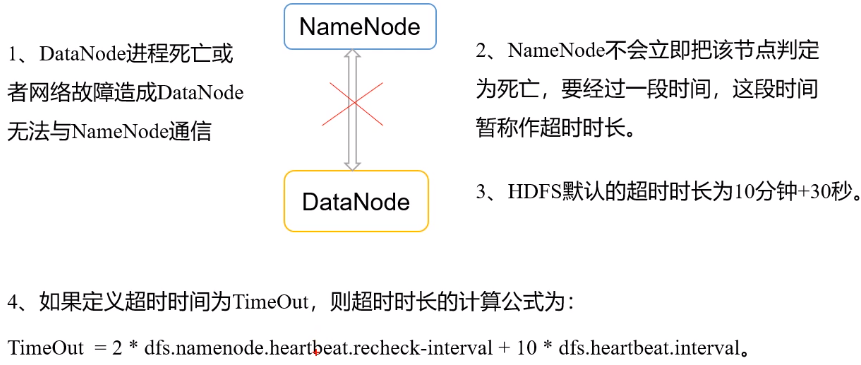 NameNode
1、DataNode进程死亡或
者网络故障造成DataNode
无法与NameNode通信
2、NameNode不会立即把该节点判定
为死亡，要经过一段时间，这段时间
暂称作超时时长。
DataNode
3、HDFS默认的超时时长为10分钟+30秒。
4、如果定义超时时间为TimeOut，则超时时长的计算公式为：
TimeOut = 2 * dfs.namenode.heartbeat.recheck-interval + 10 * dfs.heartbeat.interval。